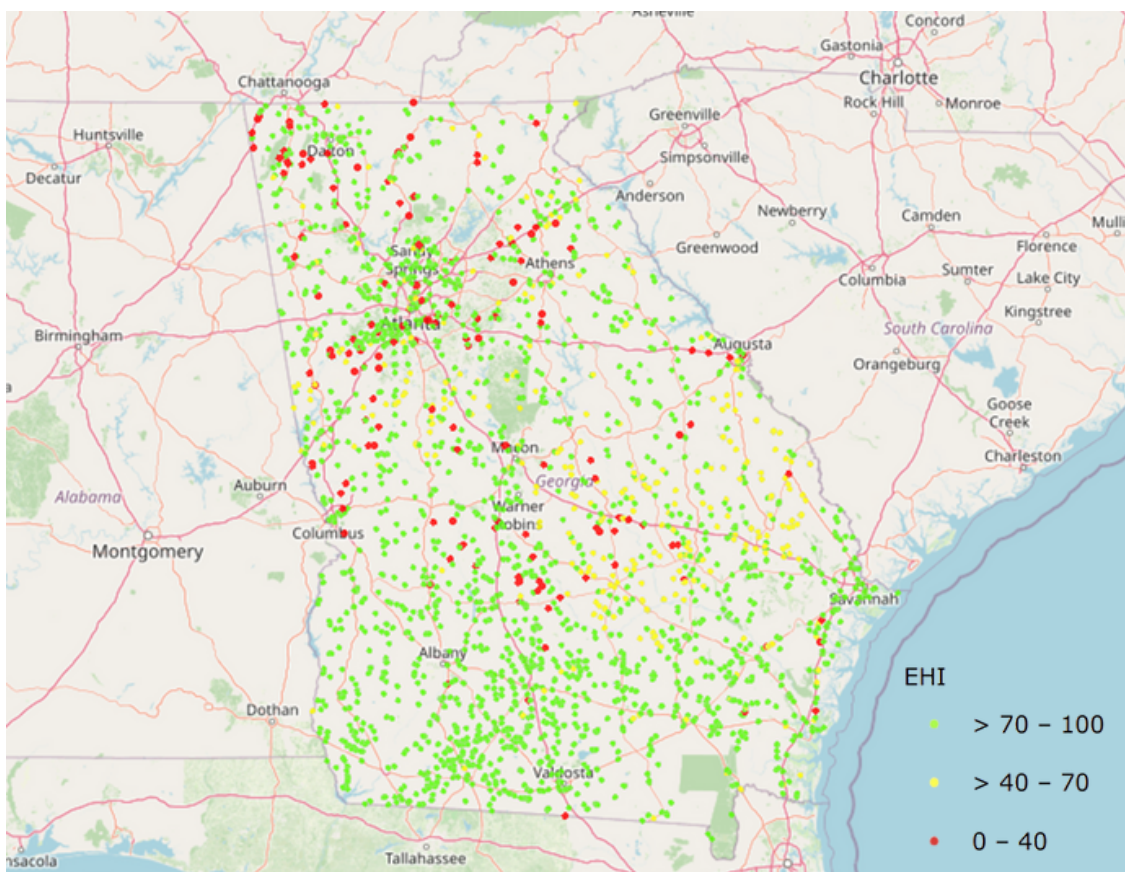 Asheville
Concord
Gastonia
Charlotte
Chattanooga
Rock Hill
Monroe
Greenville
Huntsville
Simpsonville
Dalton
Decatur
Anderson
Newberry
Camden
Mulli
Greenwood
Florence
Sandy
Springs
Athens
Columbia
Sumter
Lake City
Kingstree
Birmingham
Atlanta
South Carolina
Augusta
Orangeburg
a
Goose
Creek
Macon
Charleston
Alabama
Auburn
Georgia
Warner
Robins
Columbus
Montgomery
Savannah
Albany
EHI
Dothan
> 70 – 100
Valdosta
> 40 – 70
Tallahassee
0 – 40
nsacola